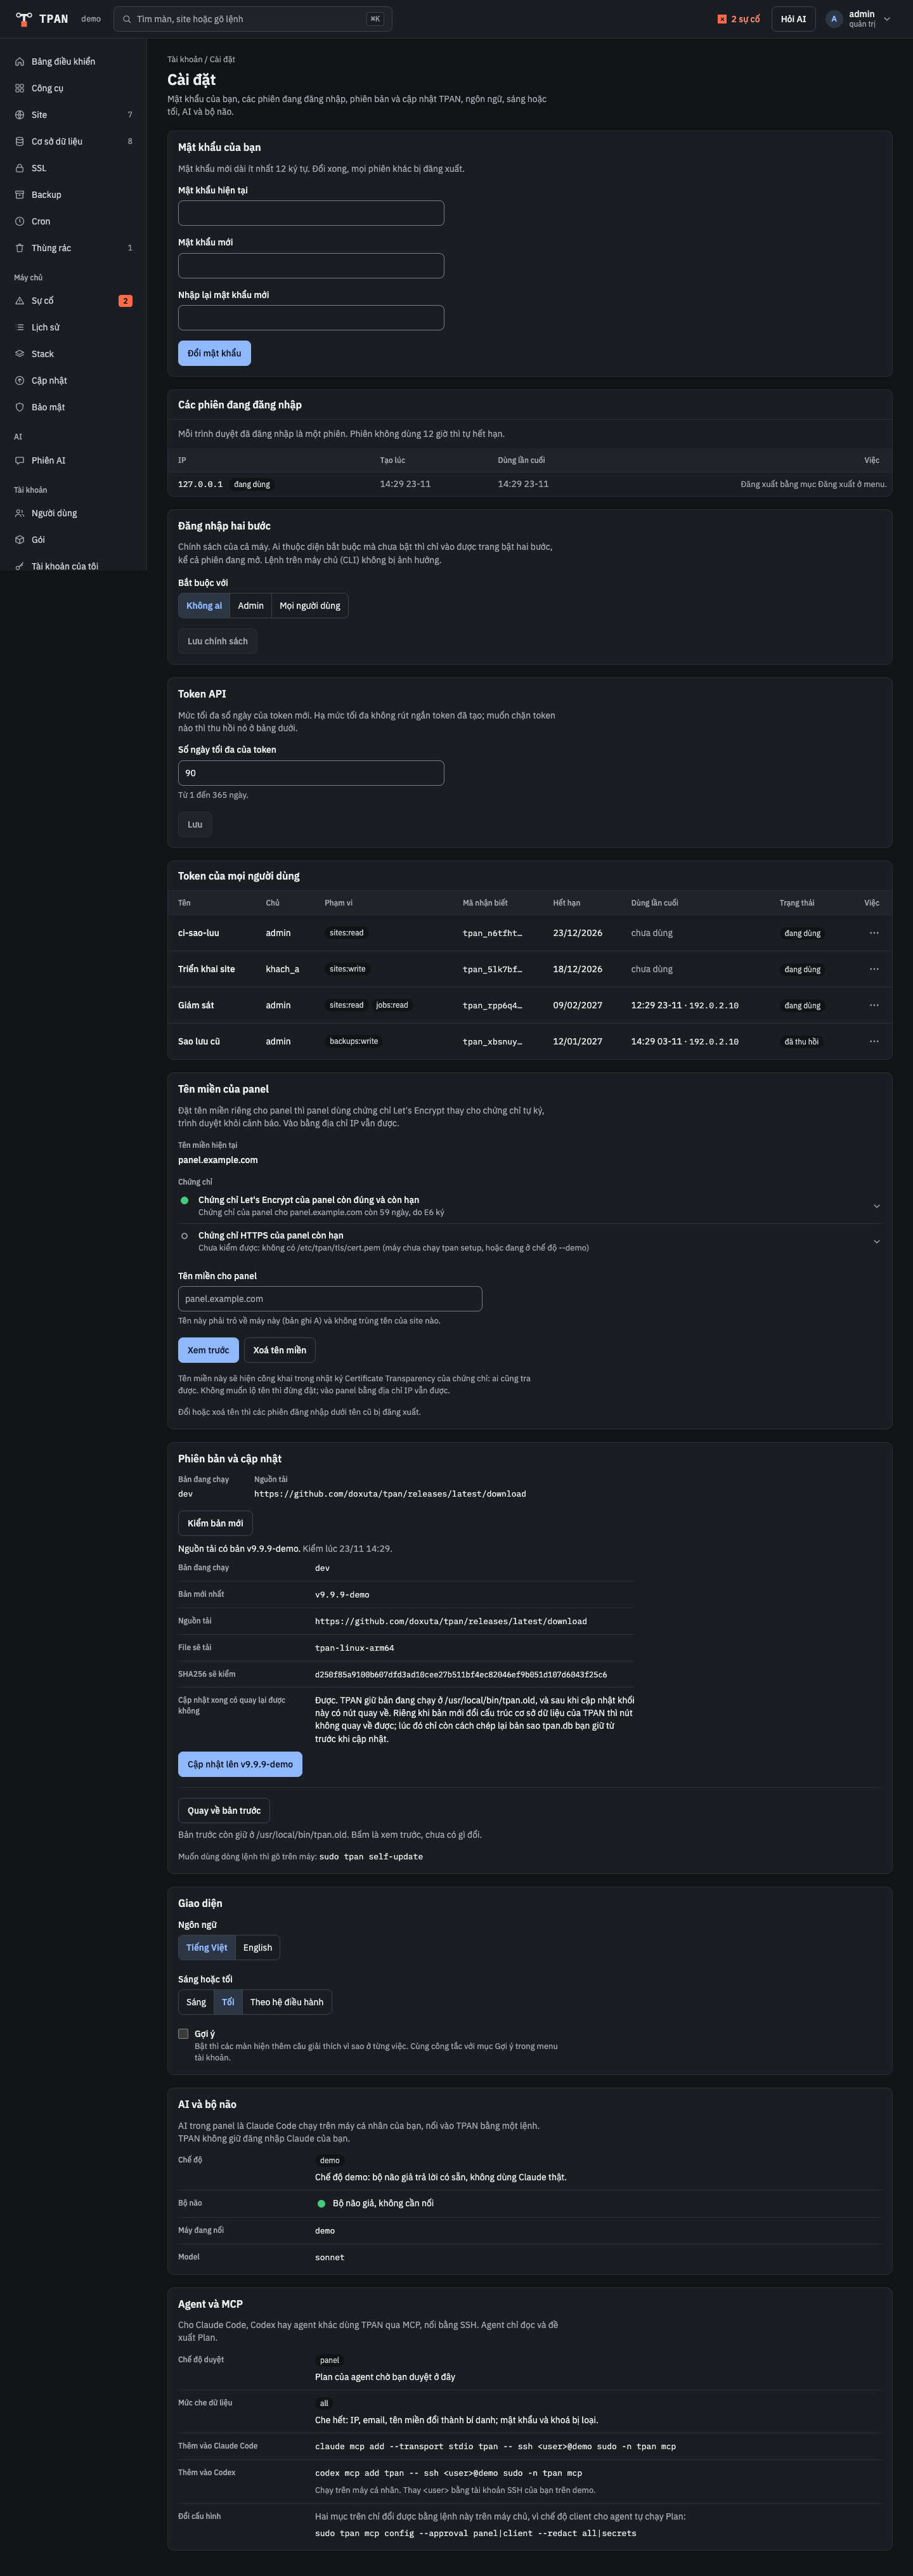 TPAN demo Tìm màn, site hoặc gõ lệnh ⌘K 2 sự cố Hỏi AI A admin
quản trị
Bảng điều khiển
Công cụ
Site 7
Cơ sở dữ liệu 8
SSL
Backup
Cron
Thùng rác 1
Máy chủ
Sự cố 2
Lịch sử
Stack
Cập nhật
Bảo mật
AI
Phiên AI
Tài khoản
Người dùng
Gói
Tài khoản của tôi
Tài khoản / Cài đặt
Cài đặt
Mật khẩu của bạn, các phiên đang đăng nhập, phiên bản và cập nhật TPAN, ngôn ngữ, sáng hoặc
tối, AI và bộ não.
Mật khẩu của bạn
Mật khẩu mới dài ít nhất 12 ký tự. Đổi xong, mọi phiên khác bị đăng xuất.
Mật khẩu hiện tại
Mật khẩu mới
Nhập lại mật khẩu mới
Đổi mật khẩu
Các phiên đang đăng nhập
Mỗi trình duyệt đã đăng nhập là một phiên. Phiên không dùng 12 giờ thì tự hết hạn.
IP Tạo lúc Dùng lần cuối Việc
127.0.0.1 đang dùng 14:29 23-11 14:29 23-11 Đăng xuất bằng mục Đăng xuất ở menu.
Đăng nhập hai bước
Chính sách của cả máy. Ai thuộc diện bắt buộc mà chưa bật thì chỉ vào được trang bật hai bước,
kể cả phiên đang mở. Lệnh trên máy chủ (CLI) không bị ảnh hưởng.
Bắt buộc với
Không ai Admin Mọi người dùng
Lưu chính sách
Token API
Mức tối đa số ngày của token mới. Hạ mức tối đa không rút ngắn token đã tạo; muốn chặn token
nào thì thu hồi nó ở bảng dưới.
Số ngày tối đa của token
90
Từ 1 đến 365 ngày.
Lưu
Token của mọi người dùng
Tên Chủ Phạm vi Mã nhận biết Hết hạn Dùng lần cuối Trạng thái Việc
ci-sao-luu admin sites:read tpan_n6tfht… 23/12/2026 chưa dùng đang dùng ···
Triển khai site khach_a sites:write tpan_5lk7bf… 18/12/2026 chưa dùng đang dùng ···
Giám sát admin sites:read jobs:read tpan_rpp6q4… 09/02/2027 12:29 23-11 · 192.0.2.10 đang dùng ···
Sao lưu cũ admin backups:write tpan_xbsnuy… 12/01/2027 14:29 03-11 · 192.0.2.10 đã thu hồi ···
Tên miền của panel
Đặt tên miền riêng cho panel thì panel dùng chứng chỉ Let's Encrypt thay cho chứng chỉ tự ký,
trình duyệt khỏi cảnh báo. Vào bằng địa chỉ IP vẫn được.
Tên miền hiện tại
panel.example.com
Chứng chỉ
Chứng chỉ Let's Encrypt của panel còn đúng và còn hạn
Chứng chỉ của panel cho panel.example.com còn 59 ngày, do E6 ký
Chứng chỉ HTTPS của panel còn hạn
Chưa kiểm được: không có /etc/tpan/tls/cert.pem (máy chưa chạy tpan setup, hoặc đang ở chế độ --demo)
Tên miền cho panel
panel.example.com
Tên này phải trỏ về máy này (bản ghi A) và không trùng tên của site nào.
Xem trước Xoá tên miền
Tên miền này sẽ hiện công khai trong nhật ký Certificate Transparency của chứng chỉ: ai cũng tra
được. Không muốn lộ tên thì đừng đặt; vào panel bằng địa chỉ IP vẫn được.
Đổi hoặc xoá tên thì các phiên đăng nhập dưới tên cũ bị đăng xuất.
Phiên bản và cập nhật
Bản đang chạy Nguồn tải
dev https://github.com/doxuta/tpan/releases/latest/download
Kiểm bản mới
Nguồn tải có bản v9.9.9-demo. Kiểm lúc 23/11 14:29.
Bản đang chạy dev
Bản mới nhất v9.9.9-demo
Nguồn tải https://github.com/doxuta/tpan/releases/latest/download
File sẽ tải tpan-linux-arm64
SHA256 sẽ kiểm d250f85a9100b607dfd3ad10cee27b511bf4ec82046ef9b051d107d6043f25c6
Cập nhật xong có quay lại được
không
Được. TPAN giữ bản đang chạy ở /usr/local/bin/tpan.old, và sau khi cập nhật khối
này có nút quay về. Riêng khi bản mới đổi cấu trúc cơ sở dữ liệu của TPAN thì nút
không quay về được; lúc đó chỉ còn cách chép lại bản sao tpan.db bạn giữ từ
trước khi cập nhật.
Cập nhật lên v9.9.9-demo
Quay về bản trước
Bản trước còn giữ ở /usr/local/bin/tpan.old. Bấm là xem trước, chưa có gì đổi.
Muốn dùng dòng lệnh thì gõ trên máy: sudo tpan self-update
Giao diện
Ngôn ngữ
Tiếng Việt English
Sáng hoặc tối
Sáng Tối Theo hệ điều hành
Gợi ý
Bật thì các màn hiện thêm câu giải thích vì sao ở từng việc. Cùng công tắc với mục Gợi ý trong menu
tài khoản.
AI và bộ não
AI trong panel là Claude Code chạy trên máy cá nhân của bạn, nối vào TPAN bằng một lệnh.
TPAN không giữ đăng nhập Claude của bạn.
Chế độ demo
Chế độ demo: bộ não giả trả lời có sẵn, không dùng Claude thật.
Bộ não Bộ não giả, không cần nối
Máy đang nối demo
Model sonnet
Agent và MCP
Cho Claude Code, Codex hay agent khác dùng TPAN qua MCP, nối bằng SSH. Agent chỉ đọc và đề
xuất Plan.
Chế độ duyệt panel
Plan của agent chờ bạn duyệt ở đây
Mức che dữ liệu all
Che hết: IP, email, tên miền đổi thành bí danh; mật khẩu và khoá bị loại.
Thêm vào Claude Code claude mcp add --transport stdio tpan -- ssh <user>@demo sudo -n tpan mcp
Thêm vào Codex codex mcp add tpan -- ssh <user>@demo sudo -n tpan mcp
Chạy trên máy cá nhân. Thay <user> bằng tài khoản SSH của bạn trên demo.
Đổi cấu hình Hai mục trên chỉ đổi được bằng lệnh này trên máy chủ, vì chế độ client cho agent tự chạy Plan:
sudo tpan mcp config --approval panel|client --redact all|secrets